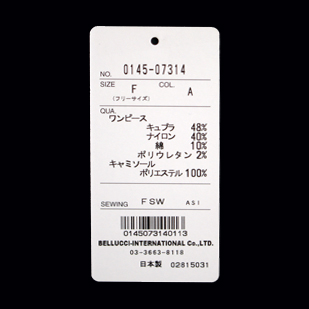 NO. 0145-07314
SIZE F COL. A
(フリーサイズ)
QUA.
ワンピース
キュプラ 48%
ナイロン 40%
綿 10%
ポリウレタン 2%
キャミソール
ポリエステル 100%
SEWING FSW ASI
0145073140113
BELLUCCI-INTERNATIONAL Co.,LTD.
03-3663-8118
日本製 02815031